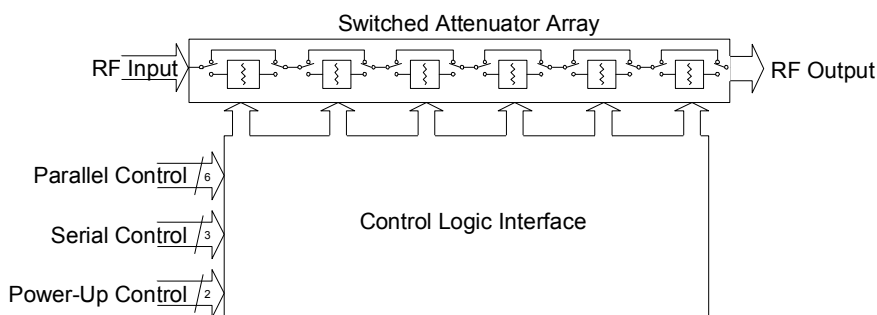 Switched Attenuator Array
RF Input
RF Output
Parallel Control 6
Control Logic Interface
Serial Control 3
Power-Up Control 2